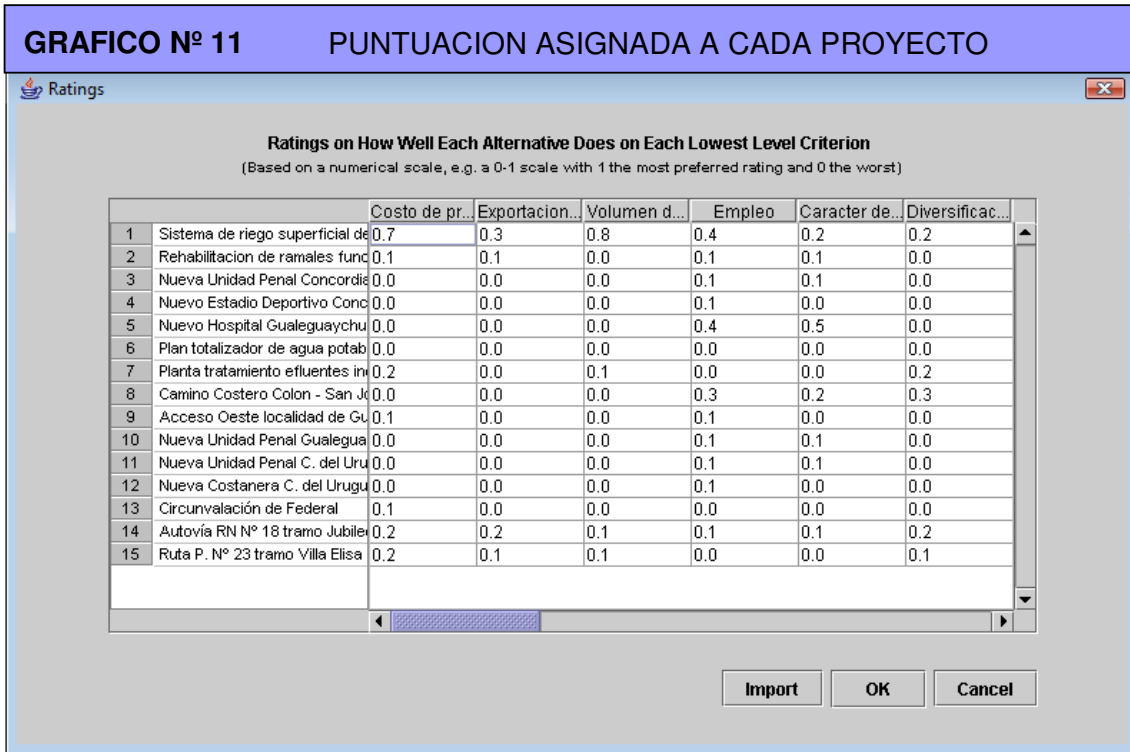 GRAFICO Nº 11 PUNTUACION ASIGNADA A CADA PROYECTO
Ratings
Ratings on How Well Each Alternative Does on Each Lowest Level Criterion
(Based on a numerical scale, e.g. a 0-1 scale with 1 the most preferred rating and 0 the worst)
Costo de pr... Exportacion... Volumen d... Empleo Caracter de... Diversificac...
1 Sistema de riego superficial de 0.7 0.3 0.8 0.4 0.2 0.2
2 Rehabilitacion de ramales func 0.1 0.1 0.0 0.1 0.1 0.0
3 Nueva Unidad Penal Concordia 0.0 0.0 0.0 0.1 0.1 0.0
4 Nuevo Estadio Deportivo Conc 0.0 0.0 0.0 0.1 0.0 0.0
5 Nuevo Hospital Gualeguaychu 0.0 0.0 0.0 0.4 0.5 0.0
6 Plan totalizador de agua potab 0.0 0.0 0.0 0.0 0.0 0.0
7 Planta tratamiento efluentes in 0.2 0.0 0.1 0.0 0.0 0.2
8 Camino Costero Colon - San Jo 0.0 0.0 0.0 0.3 0.2 0.3
9 Acceso Oeste localidad de Gu 0.1 0.0 0.0 0.1 0.0 0.0
10 Nueva Unidad Penal Gualegua 0.0 0.0 0.0 0.1 0.1 0.0
11 Nueva Unidad Penal C. del Uru 0.0 0.0 0.0 0.1 0.1 0.0
12 Nueva Costanera C. del Urugu 0.0 0.0 0.0 0.1 0.0 0.0
13 Circunvalación de Federal 0.1 0.0 0.0 0.0 0.0 0.0
14 Autovía RN Nº 18 tramo Jubile 0.2 0.2 0.1 0.1 0.1 0.2
15 Ruta P. Nº 23 tramo Villa Elisa 0.2 0.1 0.1 0.0 0.0 0.1
Import OK Cancel